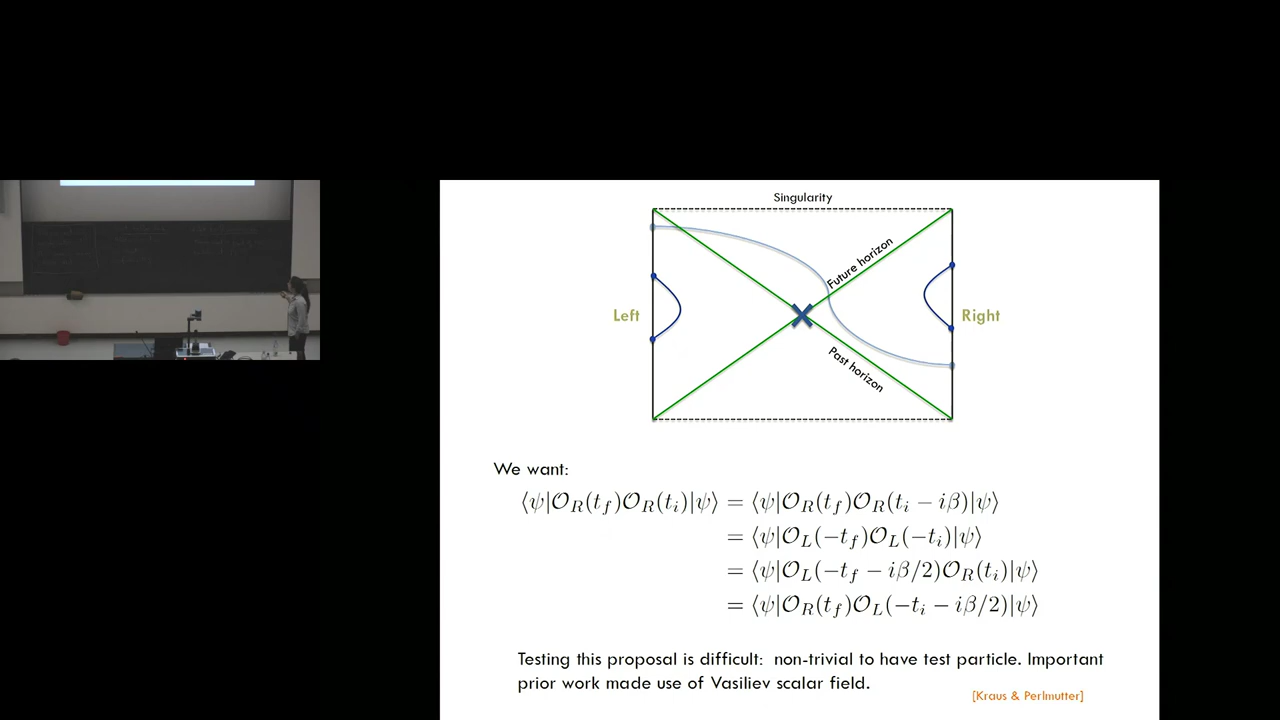 Singularity
Future horizon
Left
Right
Past horizon
We want:
⟨ψ|𝒪_R(t_f)𝒪_R(t_i)|ψ⟩ = ⟨ψ|𝒪_R(t_f)𝒪_R(t_i − iβ)|ψ⟩
= ⟨ψ|𝒪_L(−t_f)𝒪_L(−t_i)|ψ⟩
= ⟨ψ|𝒪_L(−t_f − iβ/2)𝒪_R(t_i)|ψ⟩
= ⟨ψ|𝒪_R(t_f)𝒪_L(−t_i − iβ/2)|ψ⟩
Testing this proposal is difficult: non-trivial to have test particle. Important
prior work made use of Vasiliev scalar field.
[Kraus & Perlmutter]